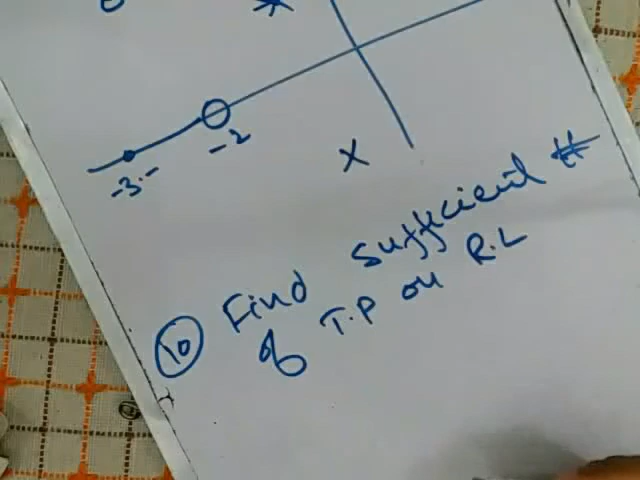 -2
-3.-
X
10 Find sufficient #
of T.P on R.L